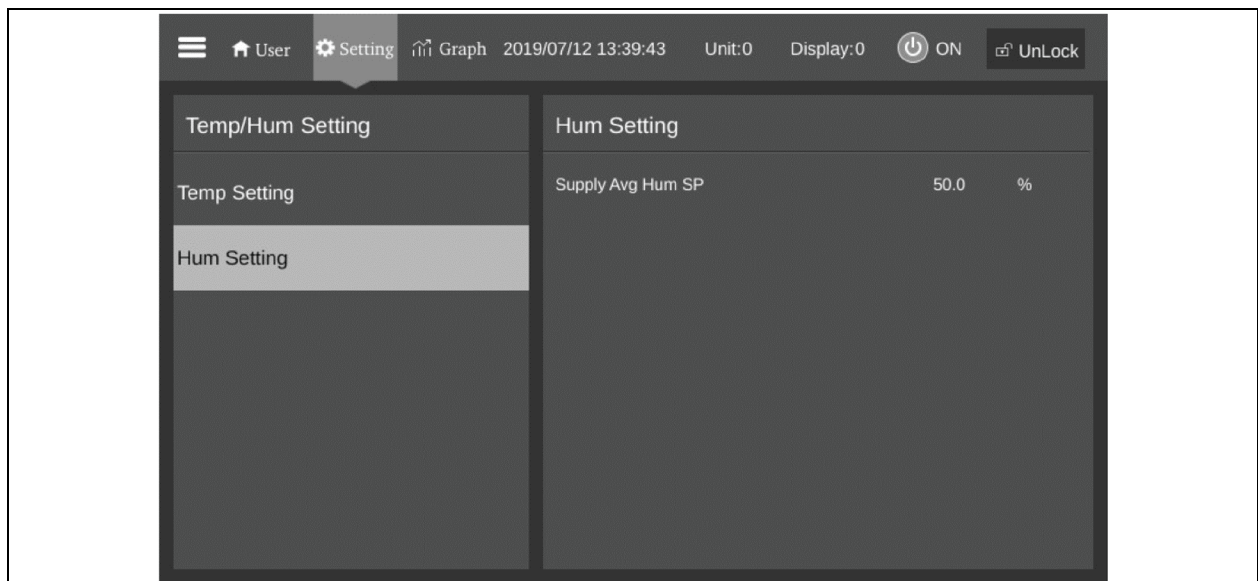 User Setting Graph 2019/07/12 13:39:43 Unit:0 Display:0 ON UnLock
Temp/Hum Setting
Temp Setting
Hum Setting
Hum Setting
Supply Avg Hum SP 50.0 %